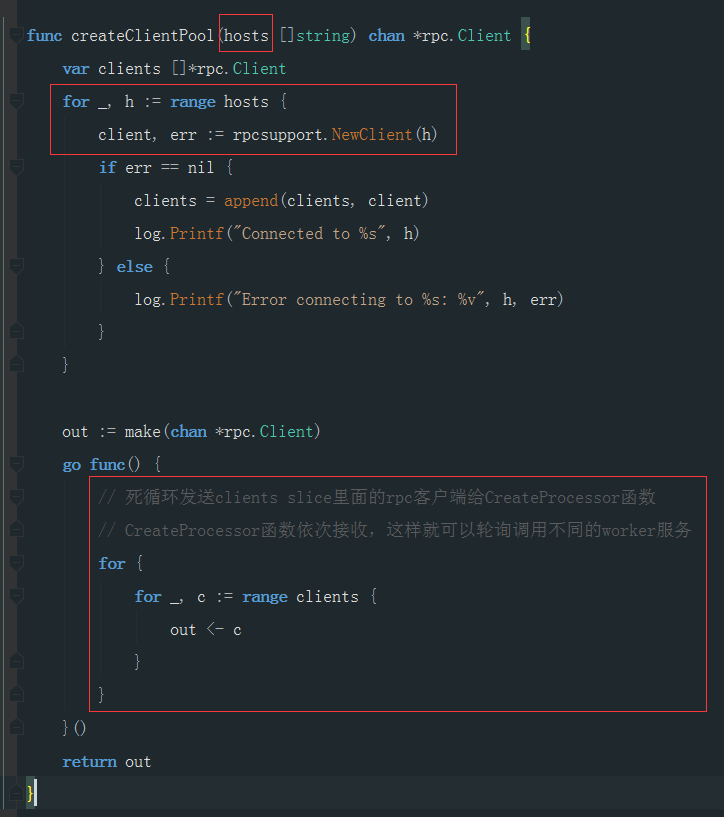 func createClientPool(hosts []string) chan *rpc.Client {
var clients []*rpc.Client
for _, h := range hosts {
client, err := rpcsupport.NewClient(h)
if err == nil {
clients = append(clients, client)
log.Printf("Connected to %s", h)
} else {
log.Printf("Error connecting to %s: %v", h, err)
}
}
out := make(chan *rpc.Client)
go func() {
// 死循环发送clients slice里面的rpc客户端给CreateProcessor函数
// CreateProcessor函数依次接收，这样就可以轮询调用不同的worker服务
for {
for _, c := range clients {
out <- c
}
}
}()
return out
}